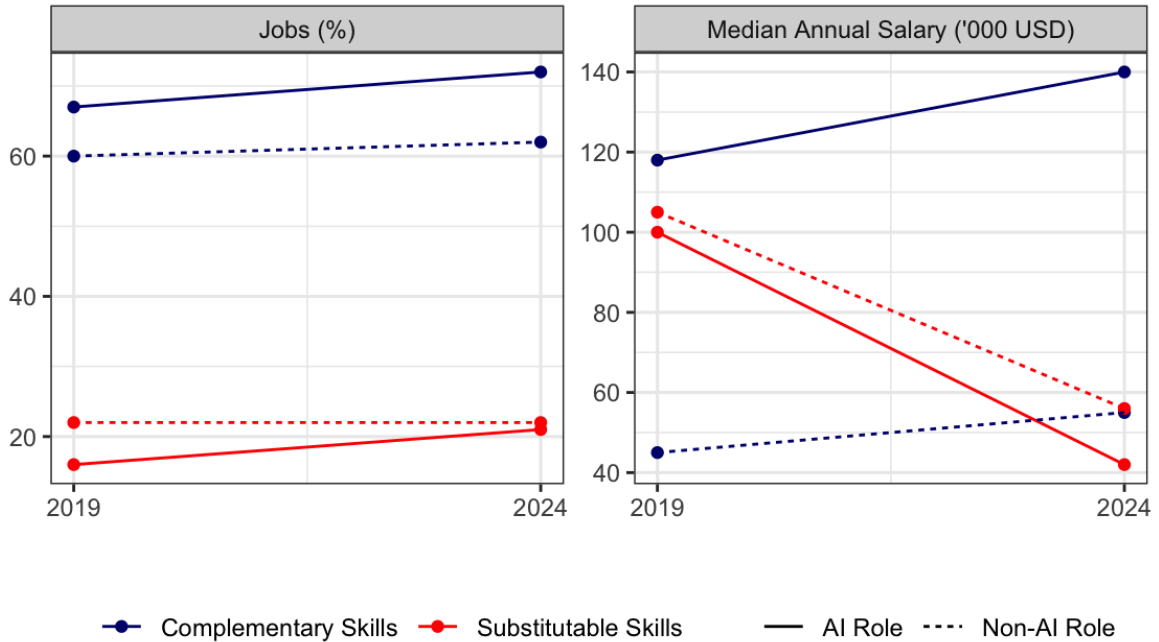 Jobs (%)
Median Annual Salary ('000 USD)
60
40
20
2019
2024
140
120
100
80
60
40
2019
2024
Complementary Skills
Substitutable Skills
AI Role
Non-AI Role